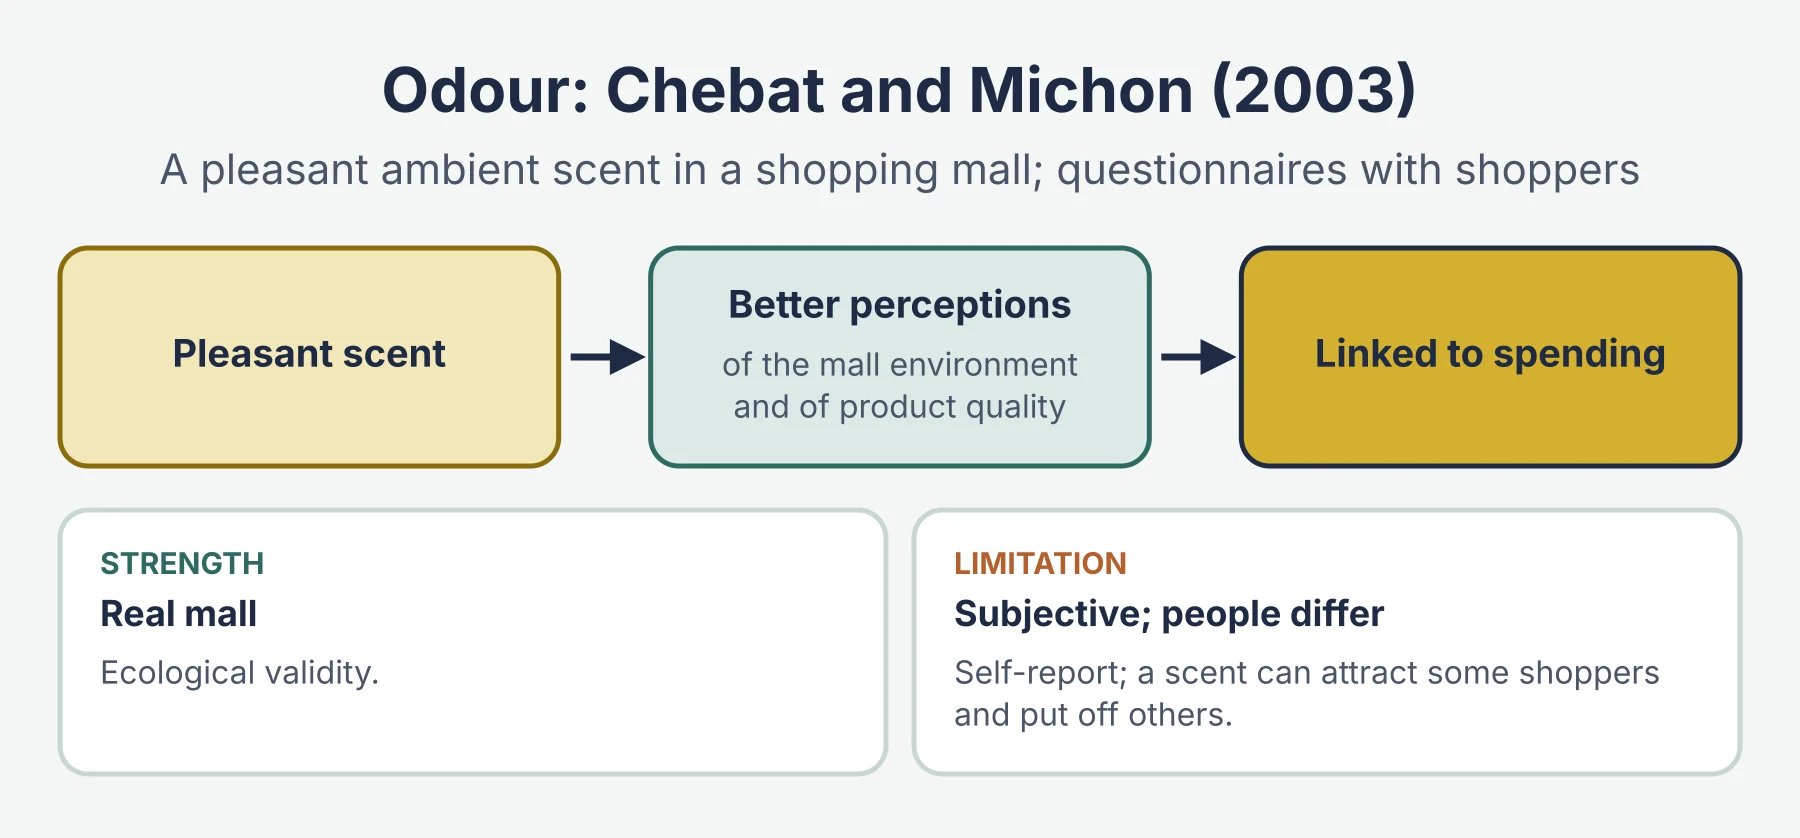 Odour: Chebat and Michon (2003)
A pleasant ambient scent in a shopping mall; questionnaires with shoppers
Pleasant scent
Better perceptions
of the mall environment
and of product quality
Linked to spending
STRENGTH
Real mall
Ecological validity.
LIMITATION
Subjective; people differ
Self-report; a scent can attract some shoppers
and put off others.